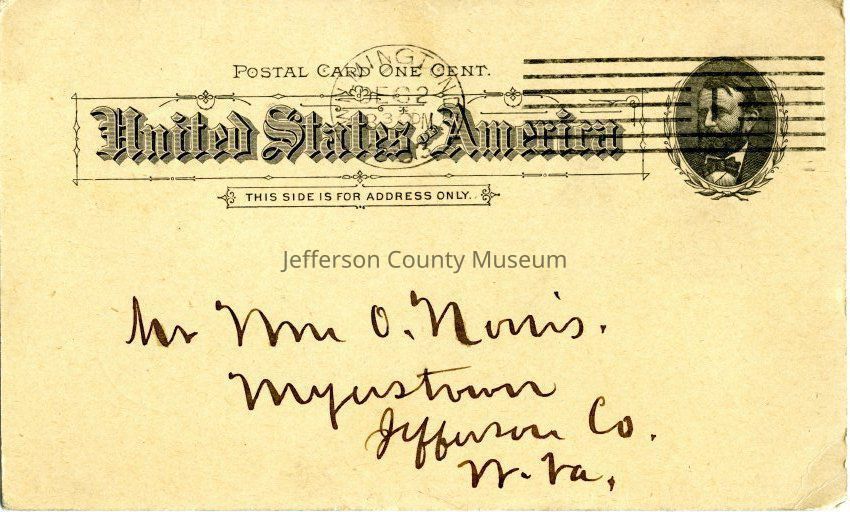 POSTAL CARD ONE CENT.
United States America
THIS SIDE IS FOR ADDRESS ONLY.
Jefferson County Museum
Mr Wm O. Norris.
Myerstown
Jefferson Co.
W. Va.